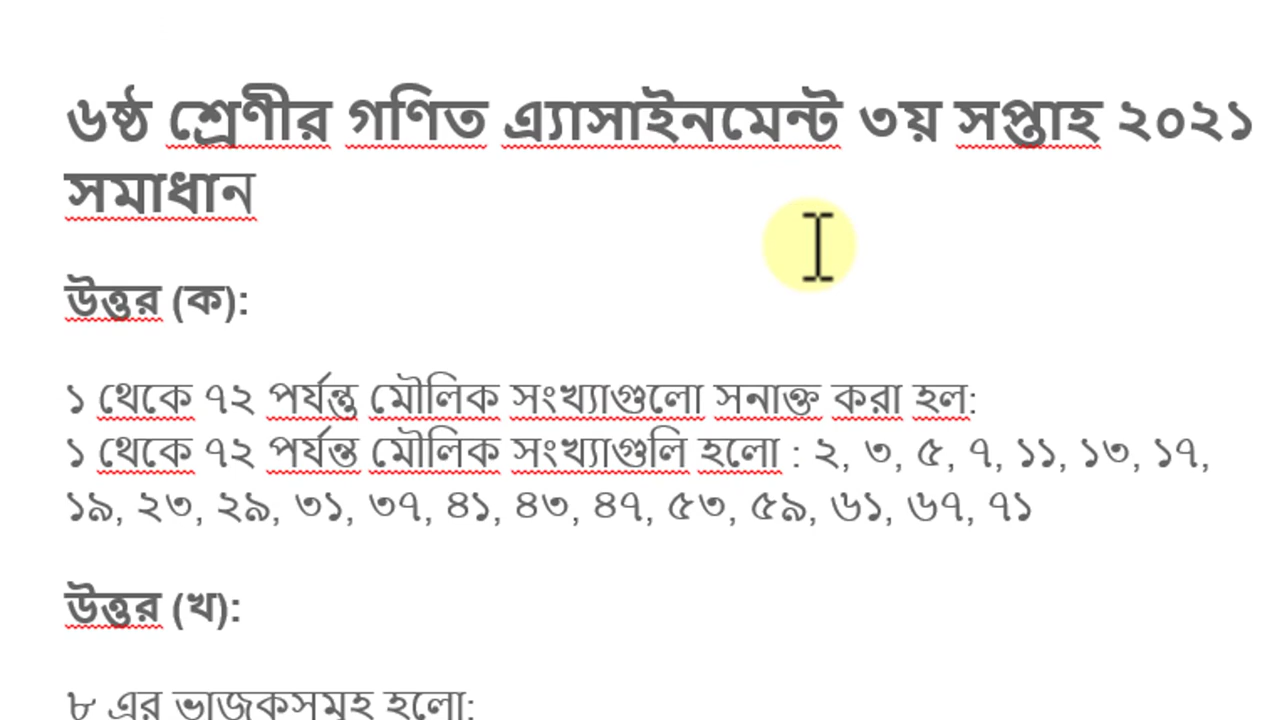 ৬ষ্ঠ শ্রেণীর গণিত এ্যাসাইনমেন্ট ৩য় সপ্তাহ ২০২১
সমাধান
উত্তর (ক):
১ থেকে ৭২ পর্যন্তু মৌলিক সংখ্যাগুলো সনাক্ত করা হল:
১ থেকে ৭২ পর্যন্ত মৌলিক সংখ্যাগুলি হলো : ২, ৩, ৫, ৭, ১১, ১৩, ১৭,
১৯, ২৩, ২৯, ৩১, ৩৭, ৪১, ৪৩, ৪৭, ৫৩, ৫৯, ৬১, ৬৭, ৭১
উত্তর (খ):
৮ এর ভাজকসমূহ হলো: